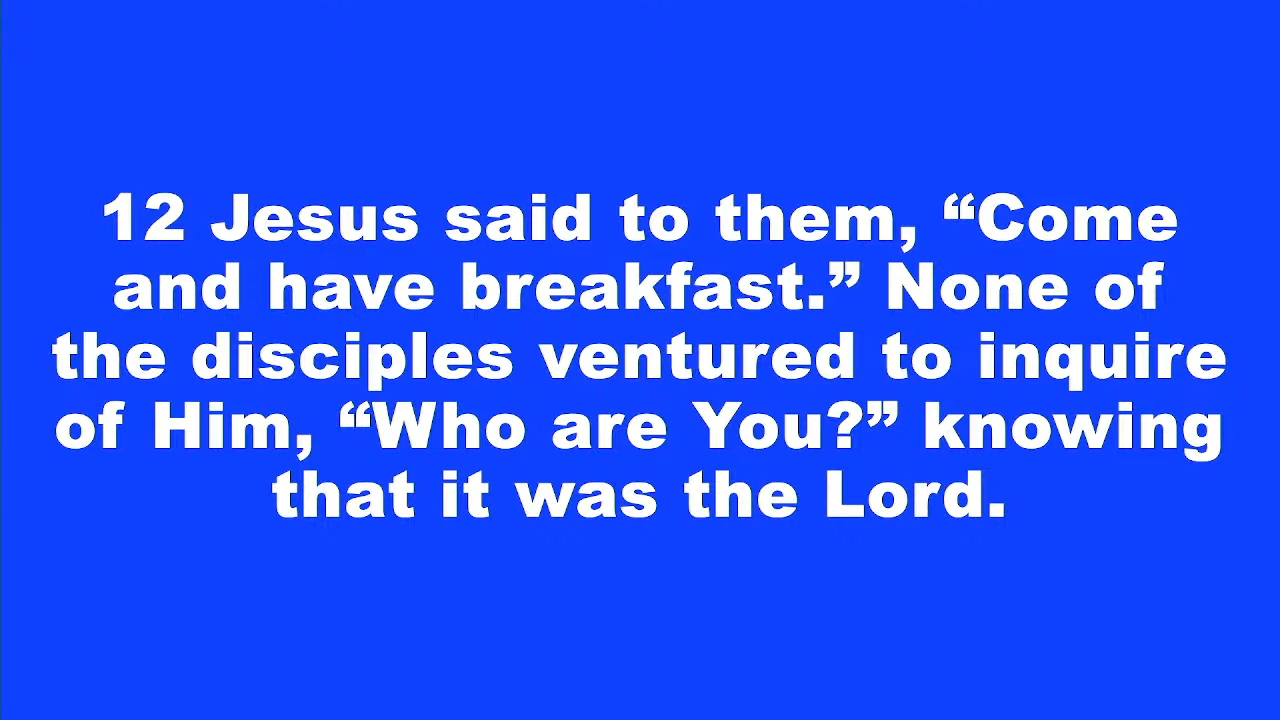 12 Jesus said to them, “Come
and have breakfast.” None of
the disciples ventured to inquire
of Him, “Who are You?” knowing
that it was the Lord.